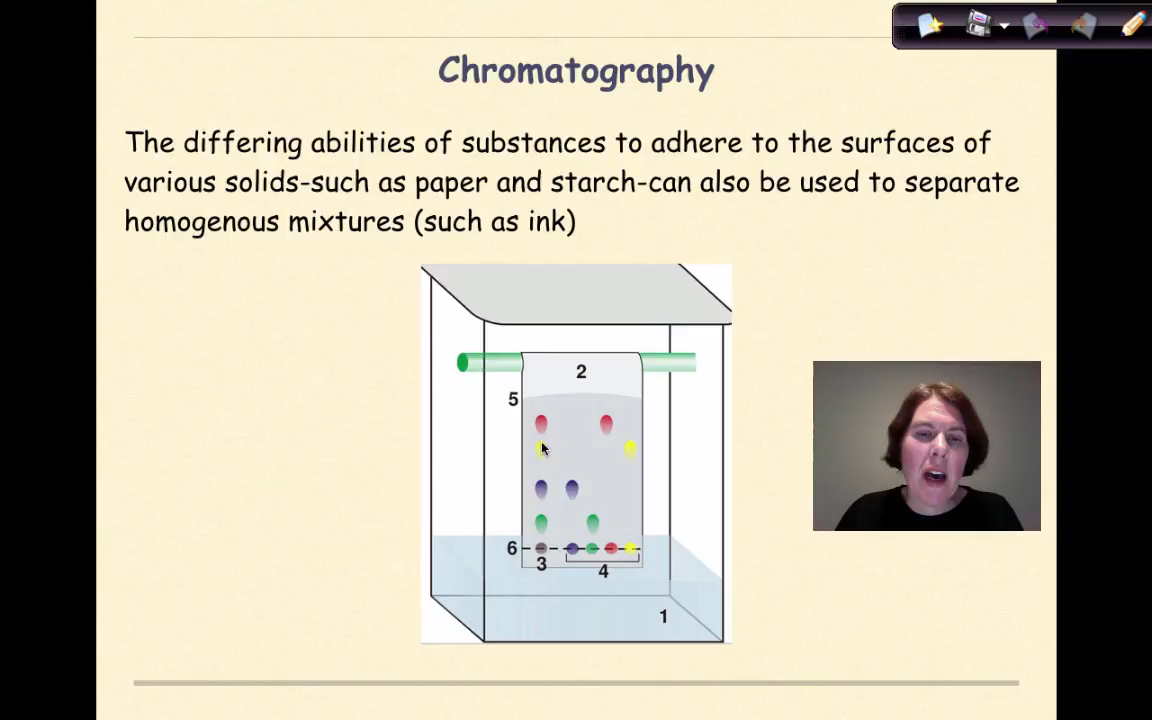 Chromatography
The differing abilities of substances to adhere to the surfaces of
various solids-such as paper and starch-can also be used to separate
homogenous mixtures (such as ink)
2
5
6
3
4
1